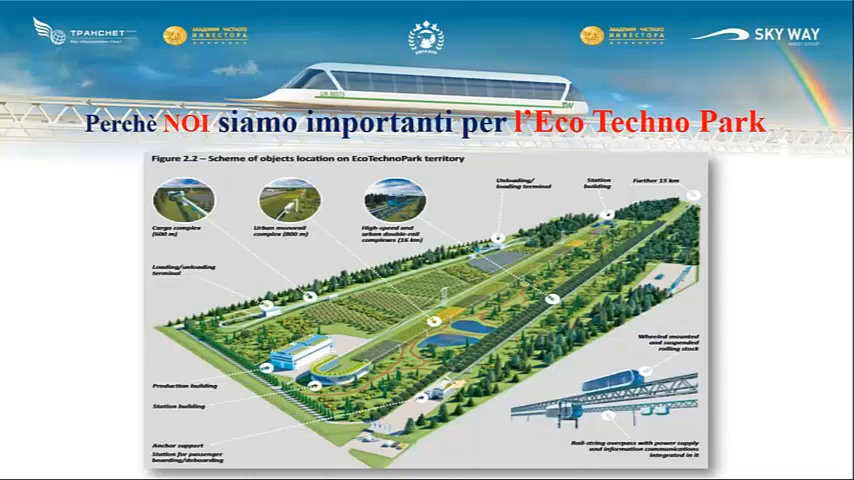 ТРАНСНЕТ
АКАДЕМИЯ ЧАСТНОГО
ИНВЕСТОРА
АКАДЕМИЯ ЧАСТНОГО
ИНВЕСТОРА
SKY WAY
INVEST GROUP
SW
Perchè NOI siamo importanti per l'Eco Techno Park
Figure 2.2 – Scheme of objects location on EcoTechnoPark territory
Cargo complex
(600 m)
Urban monorail
complex (800 m)
High-speed and
urban double-rail
complexes (16 km)
Unloading/
loading terminal
Station
building
Further 15 km
Loading/unloading
terminal
Wheeled mounted
and suspended
rolling stock
Production building
Station building
Anchor support
Station for passenger
boarding/deboarding
Rail-string overpass with power supply
and information communications
integrated in it